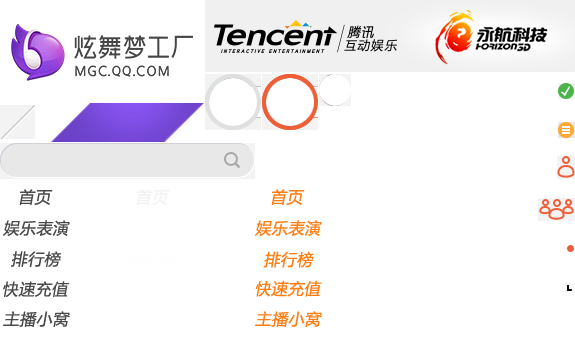 炫舞梦工厂
MGC.QQ.COM
Tencent 腾讯
INTERACTIVE ENTERTAINMENT 互动娱乐
永航科技
HORIZON3D
首页 首页 首页
娱乐表演 娱乐表演
排行榜 排行榜
快速充值 快速充值
主播小窝 主播小窝